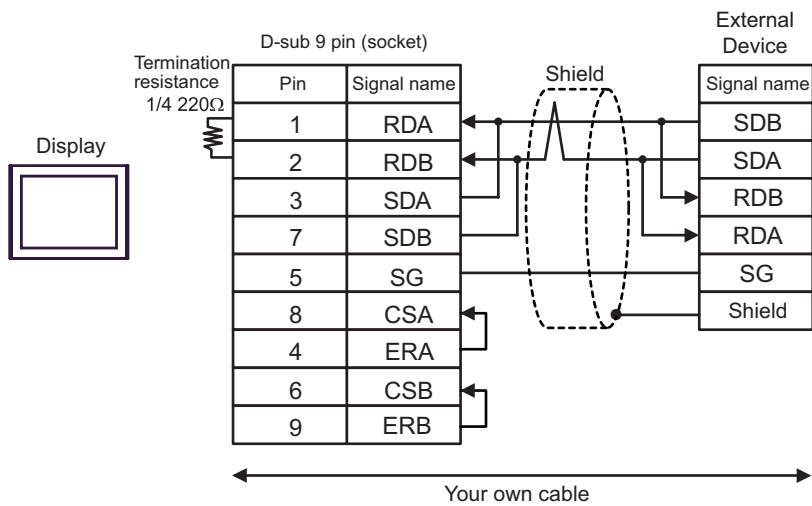 D-sub 9 pin (socket)
External
Device
Termination
resistance
1/4 220Ω
Pin Signal name
Shield
Signal name
Display
1 RDA SDB
2 RDB SDA
3 SDA RDB
7 SDB RDA
5 SG SG
8 CSA Shield
4 ERA
6 CSB
9 ERB
Your own cable